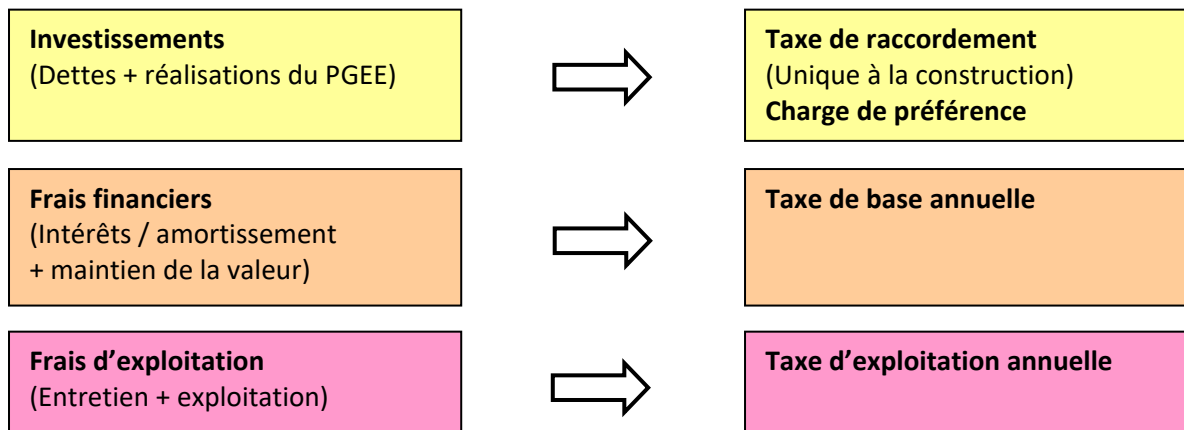 Investissements
(Dettes + réalisations du PGEE)
Taxe de raccordement
(Unique à la construction)
Charge de préférence
Frais financiers
(Intérêts / amortissement
+ maintien de la valeur)
Taxe de base annuelle
Frais d’exploitation
(Entretien + exploitation)
Taxe d’exploitation annuelle